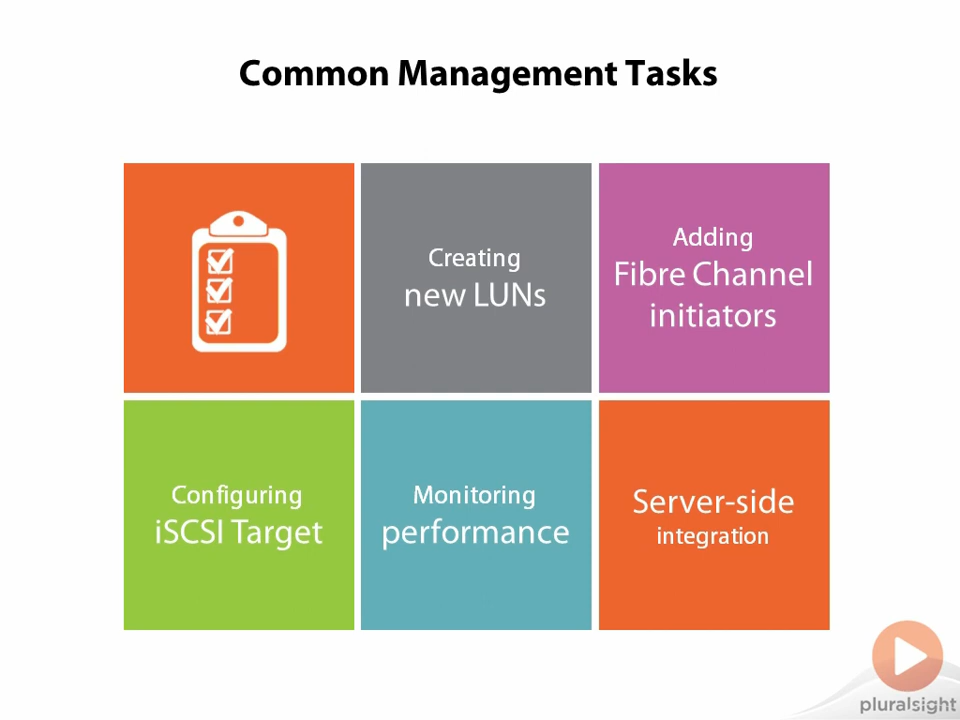 Common Management Tasks
Creating
new LUNs
Adding
Fibre Channel
initiators
Configuring
iSCSI Target
Monitoring
performance
Server-side
integration
pluralsight